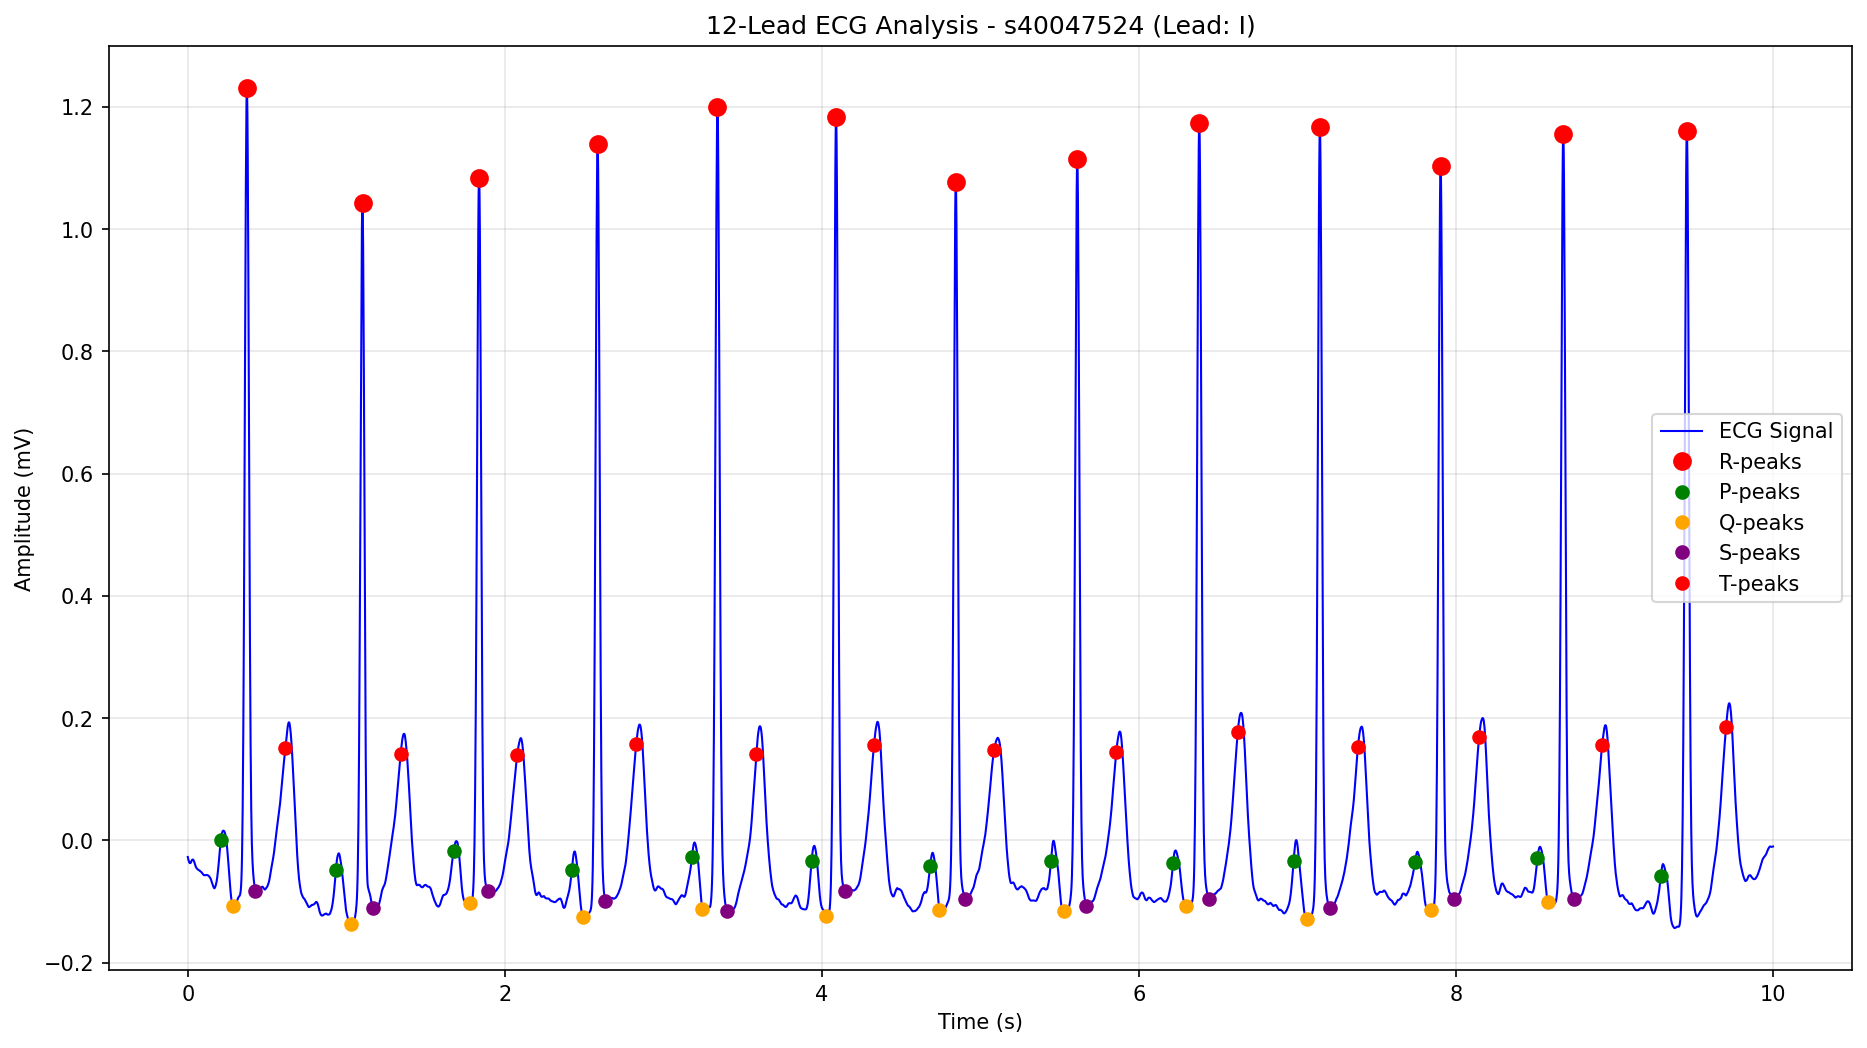 12-Lead ECG Analysis - s40047524 (Lead: I)
Amplitude (mV)
1.2
1.0
0.8
0.6
0.4
0.2
0.0
−0.2
ECG Signal
R-peaks
P-peaks
Q-peaks
S-peaks
T-peaks
0 2 4 6 8 10
Time (s)